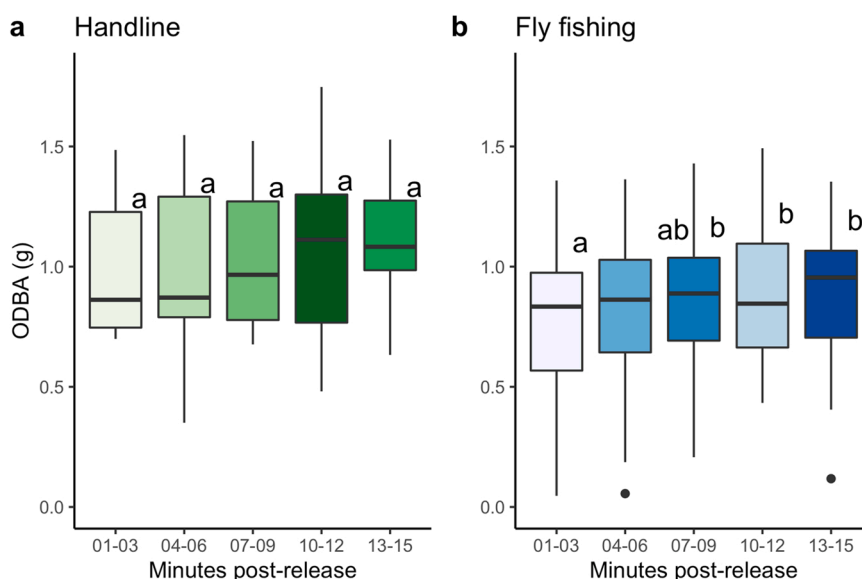 a Handline
b Fly fishing
ODBA (g)
1.5
1.0
0.5
0.0
a a a a a
01-03 04-06 07-09 10-12 13-15
Minutes post-release
1.5
1.0
0.5
0.0
a ab b b b
01-03 04-06 07-09 10-12 13-15
Minutes post-release